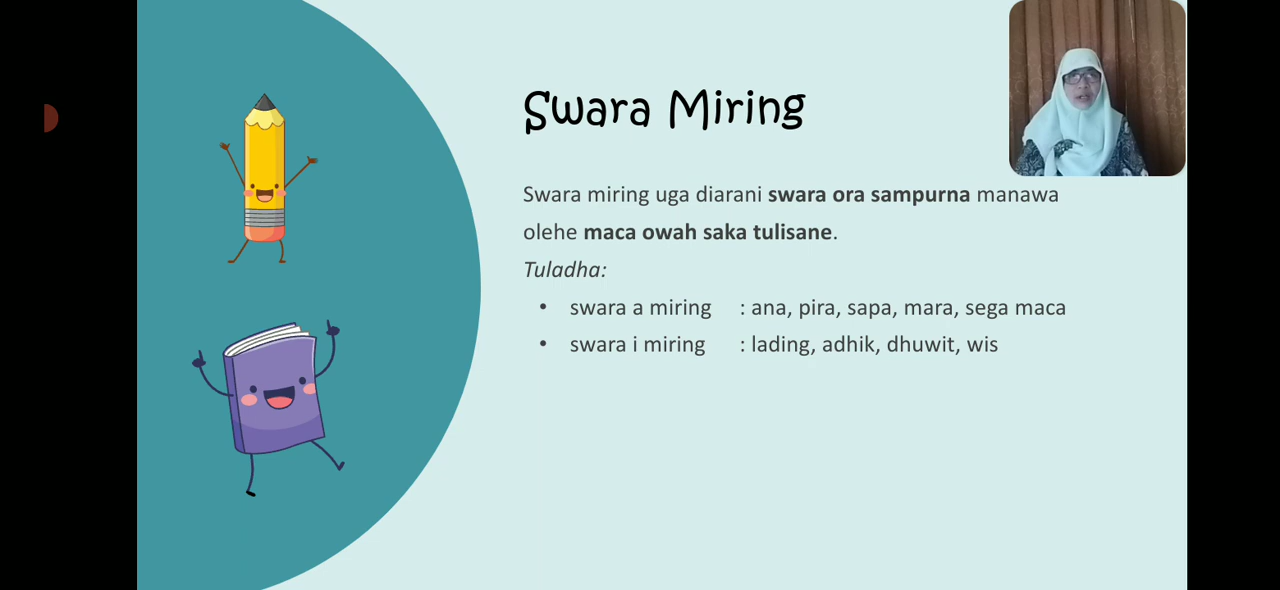 Swara Miring
Swara miring uga diarani swara ora sampurna manawa
olehe maca owah saka tulisane.
Tuladha:
• swara a miring : ana, pira, sapa, mara, sega maca
• swara i miring : lading, adhik, dhuwit, wis